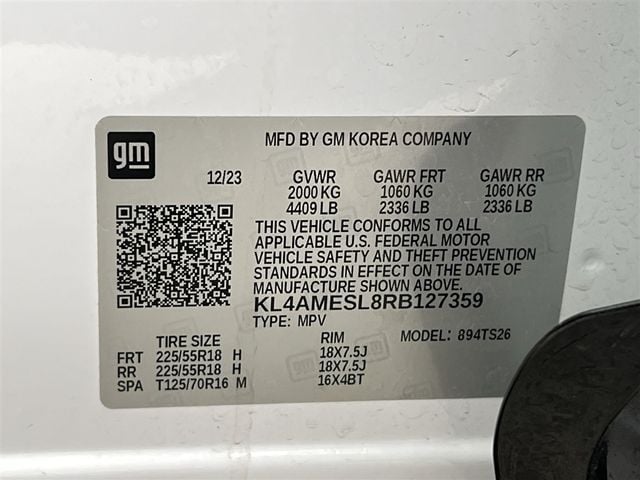 gm
MFD BY GM KOREA COMPANY
12/23 GVWR GAWR FRT GAWR RR
2000 KG 1060 KG 1060 KG
4409 LB 2336 LB 2336 LB
THIS VEHICLE CONFORMS TO ALL
APPLICABLE U.S. FEDERAL MOTOR
VEHICLE SAFETY AND THEFT PREVENTION
STANDARDS IN EFFECT ON THE DATE OF
MANUFACTURE SHOWN ABOVE.
KL4AMESL8RB127359
TYPE: MPV
TIRE SIZE RIM MODEL: 894TS26
FRT 225/55R18 H 18X7.5J
RR 225/55R18 H 18X7.5J
SPA T125/70R16 M 16X4BT